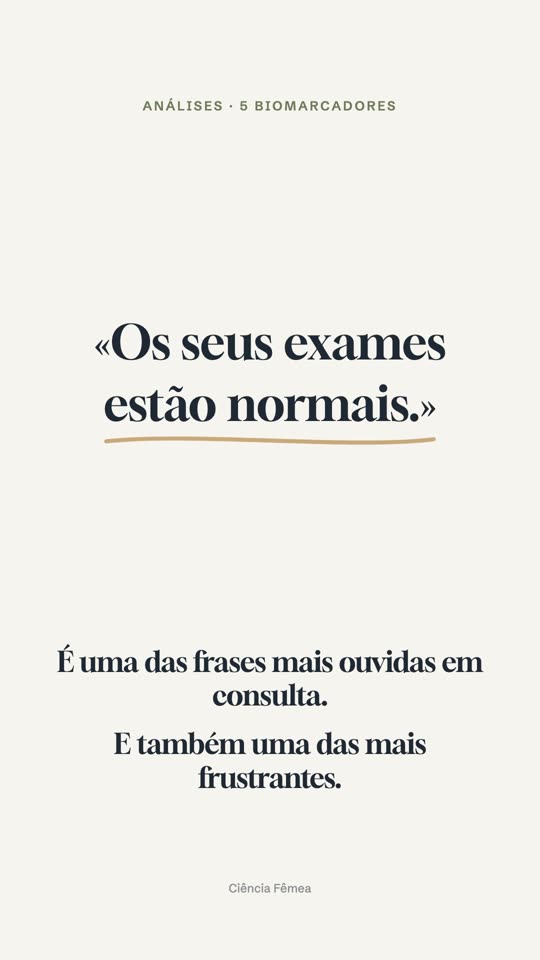 ANÁLISES · 5 BIOMARCADORES
«Os seus exames
estão normais.»
É uma das frases mais ouvidas em
consulta.
E também uma das mais
frustrantes.
Ciência Fêmea